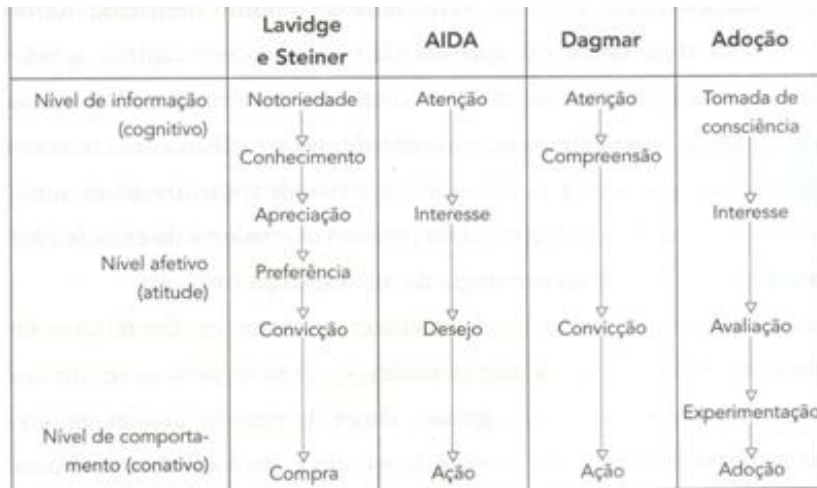 Lavidge
e Steiner
AIDA
Dagmar
Adoção
Nível de informação
(cognitivo)
Notoriedade
Atenção
Atenção
Tomada de
consciência
Conhecimento
Compreensão
Apreciação
Interesse
Interesse
Nível afetivo
(atitude)
Preferência
Convicção
Desejo
Convicção
Avaliação
Experimentação
Nível de comporta-
mento (conativo)
Compra
Ação
Ação
Adoção